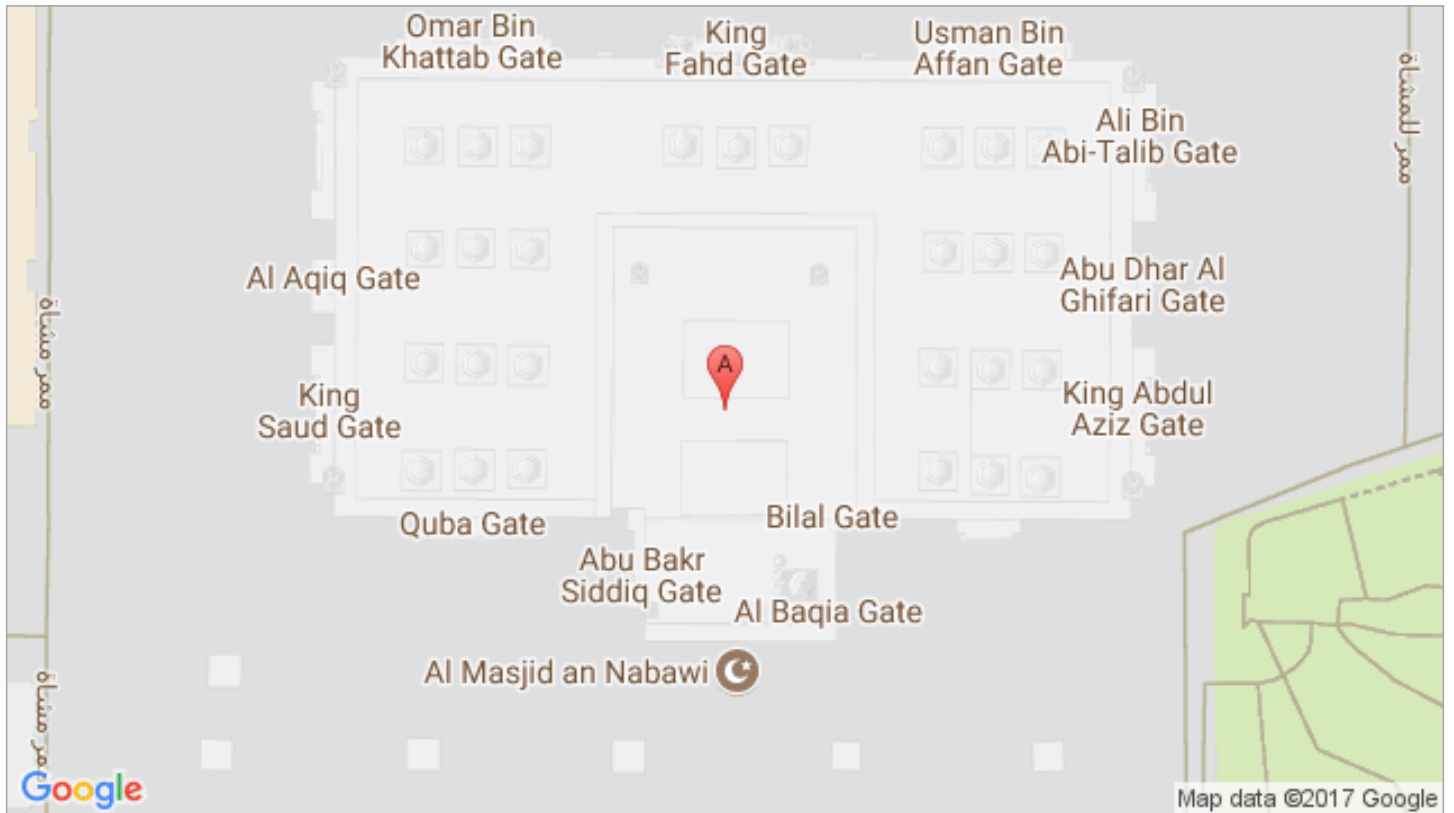 Omar Bin
Khattab Gate
King
Fahd Gate
Usman Bin
Affan Gate
ممر للمشاة
Ali Bin
Abi-Talib Gate
Al Aqiq Gate
Abu Dhar Al
Ghifari Gate
ممر مشاة
A
King
Saud Gate
King Abdul
Aziz Gate
Quba Gate
Bilal Gate
Abu Bakr
Siddiq Gate
Al Baqia Gate
Al Masjid an Nabawi
ممر مشاة
Google
Map data ©2017 Google